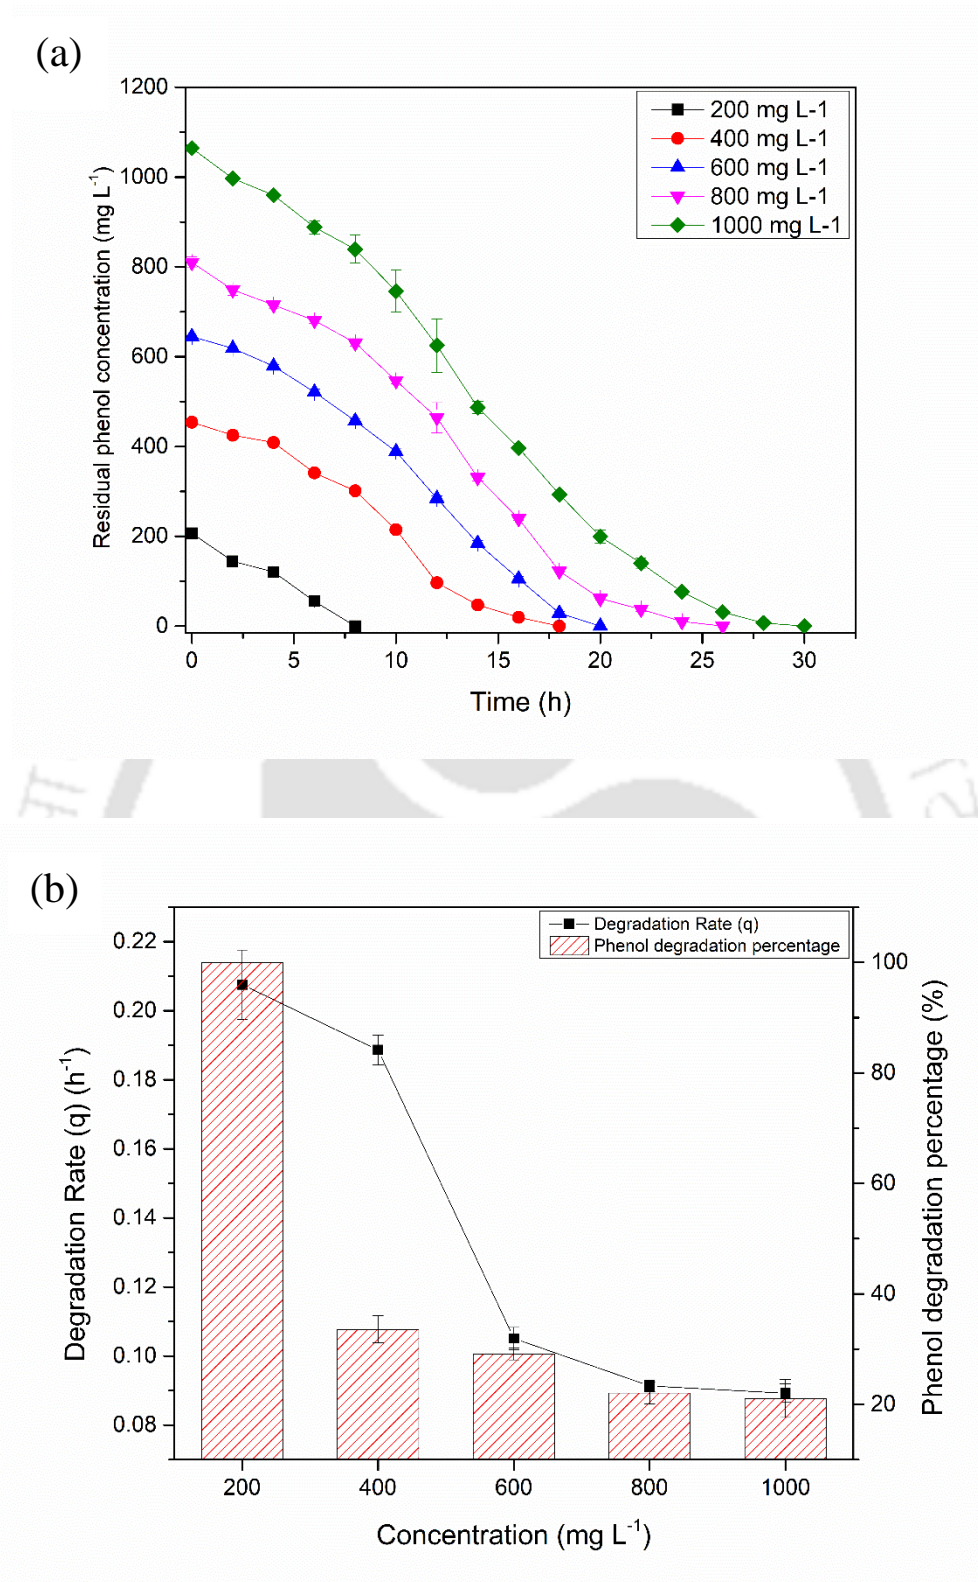 (a)
1200
1000
800
600
400
200
0
Residual phenol concentration (mg L⁻¹)
200 mg L-1
400 mg L-1
600 mg L-1
800 mg L-1
1000 mg L-1
0 5 10 15 20 25 30
Time (h)
(b)
0.22
0.20
0.18
0.16
0.14
0.12
0.10
0.08
Degradation Rate (q) (h⁻¹)
Degradation Rate (q)
Phenol degradation percentage
100
80
60
40
20
Phenol degradation percentage (%)
200 400 600 800 1000
Concentration (mg L⁻¹)